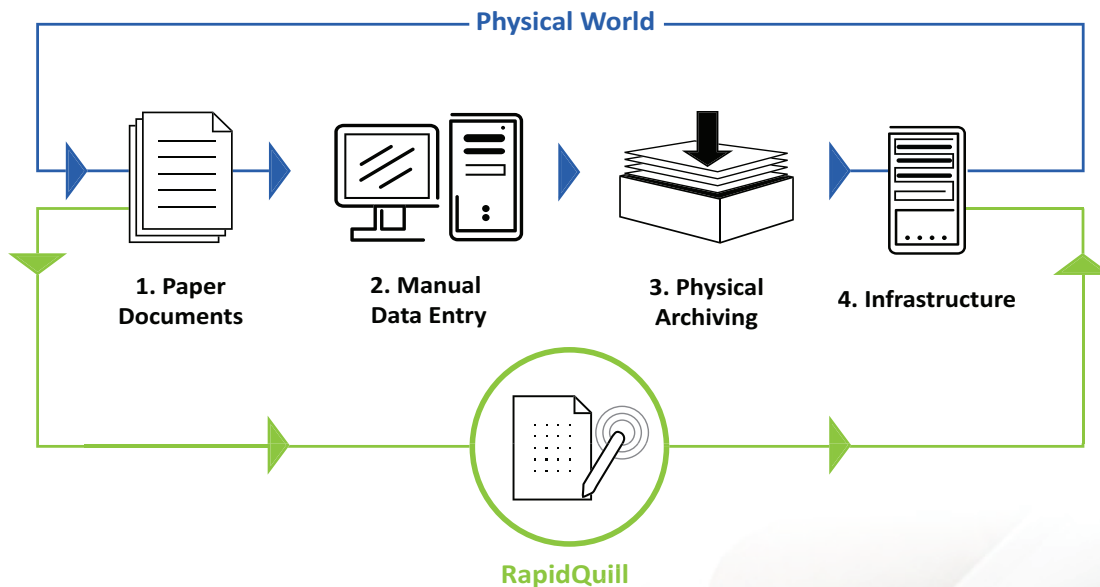 Physical World
1. Paper
Documents
2. Manual
Data Entry
3. Physical
Archiving
4. Infrastructure
RapidQuill